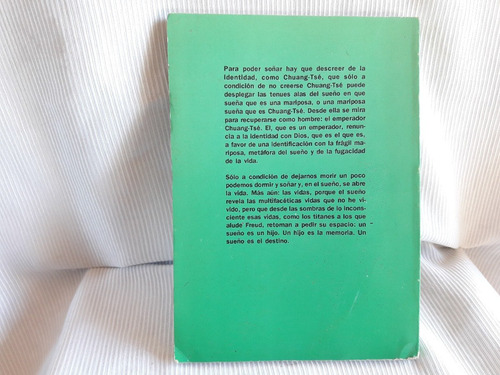 Para poder soñar hay que descreer de la
Identidad, como Chuang-Tsé, que sólo a
condición de no creerse Chuang-Tsé puede
desplegar las tenues alas del sueño en que
sueña que es una mariposa, o una mariposa
sueña que es Chuang-Tsé. Desde ella se mira
para recuperarse como hombre: el emperador
Chuang-Tsé. El, que es un emperador, renun-
cia a la identidad con Dios, que es el que es,
a favor de una identificación con la frágil ma-
riposa, metáfora del sueño y de la fugacidad
de la vida.
Sólo a condición de dejarnos morir un poco
podemos dormir y soñar y, en el sueño, se abre
la vida. Más aún: las vidas, porque el sueño
revela las multifacéticas vidas que no he vi-
vido, pero que desde las sombras de lo incons-
ciente esas vidas, como los titanes a los que
alude Freud, retornan a pedir su espacio: un
sueño es un hijo. Un hijo es la memoria. Un
sueño es el destino.